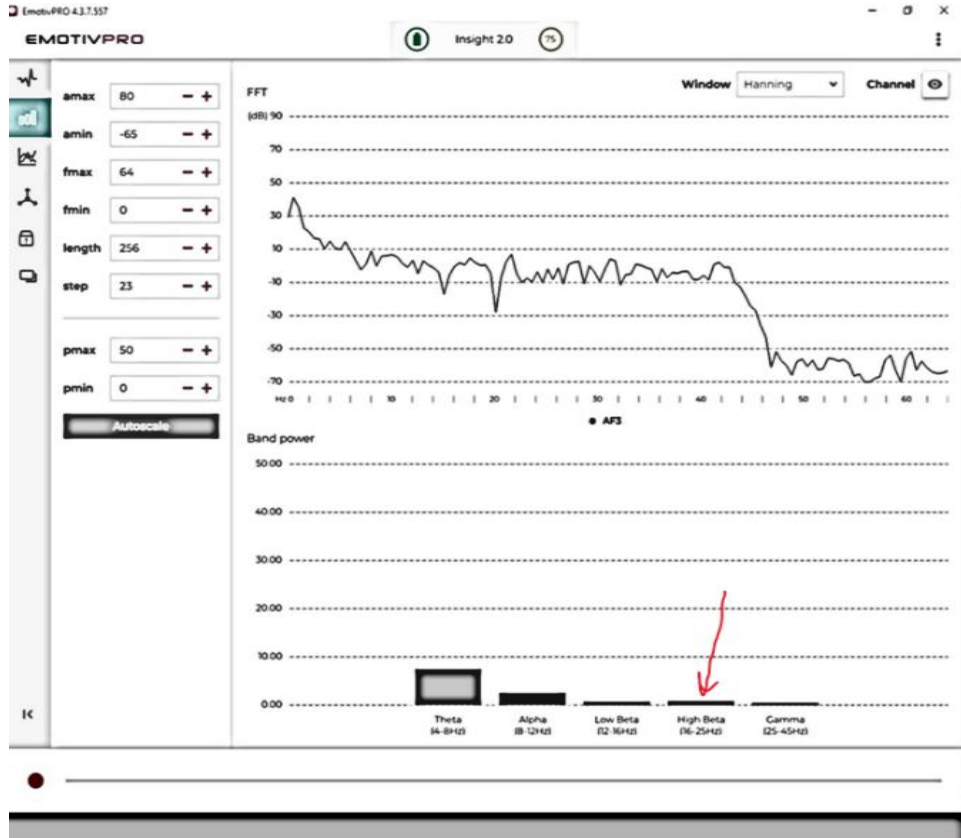 EmotivPRO 4.3.7.557
EMOTIVPRO
Insight 2.0
75
amax 80 - +
amin -65 - +
fmax 64 - +
fmin 0 - +
length 256 - +
step 23 - +
pmax 50 - +
pmin 0 - +
Autoscale
FFT
Window Hanning
Channel
(dB) 90
70
50
30
10
-10
-30
-50
-70
Hz 0 10 20 30 40 50 60
AF3
Band power
50.00
40.00
30.00
20.00
10.00
0.00
Theta Alpha Low Beta High Beta Gamma
(4-8Hz) (8-12Hz) (12-16Hz) (16-25Hz) (25-45Hz)